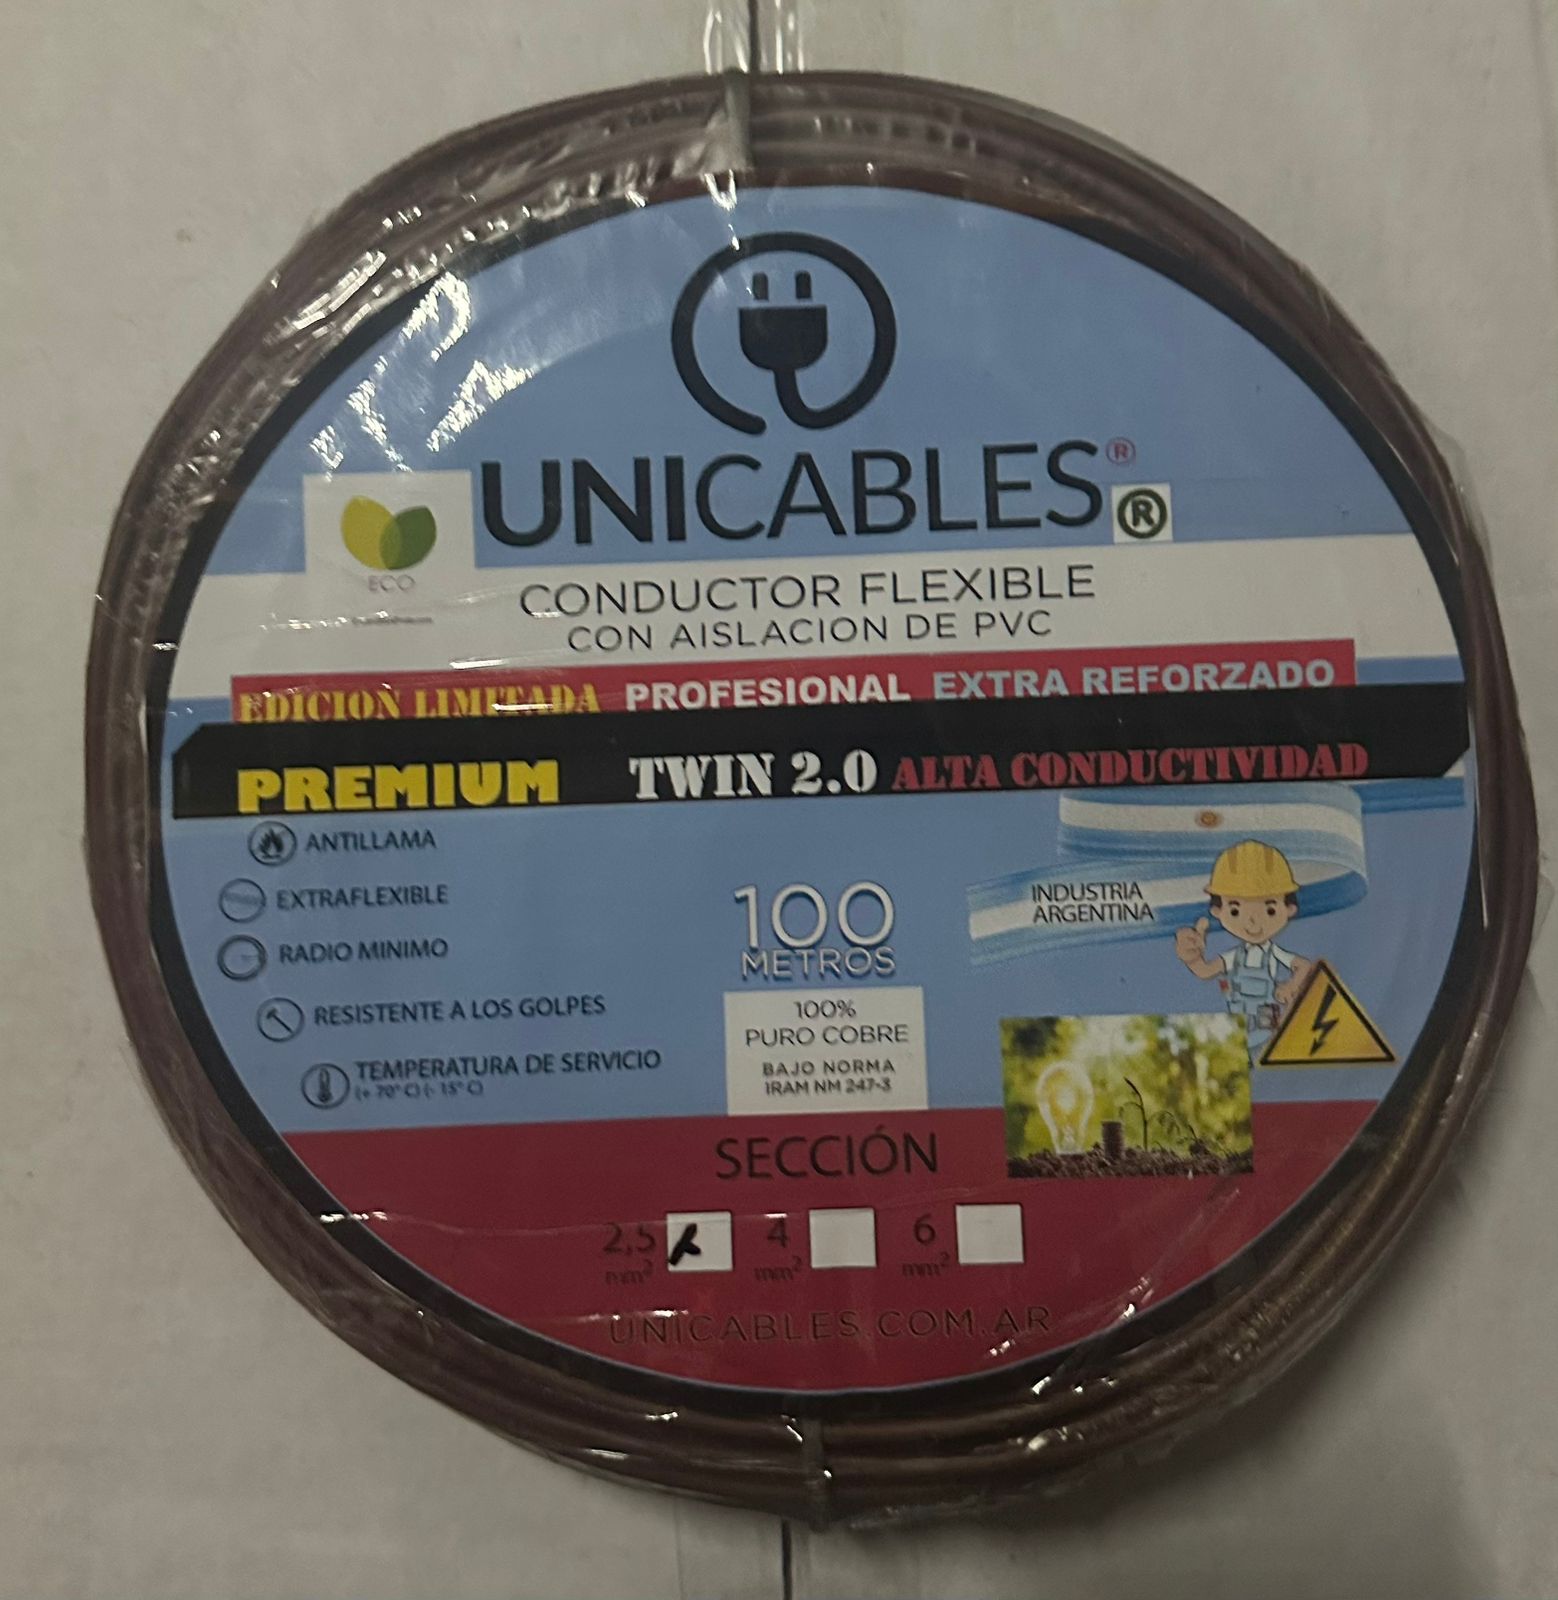 UNICABLES®
®
ECO
CONDUCTOR FLEXIBLE
CON AISLACION DE PVC
EDICION LIMITADA PROFESIONAL EXTRA REFORZADO
PREMIUM TWIN 2.0 ALTA CONDUCTIVIDAD
ANTILLAMA
EXTRAFLEXIBLE
RADIO MINIMO
RESISTENTE A LOS GOLPES
TEMPERATURA DE SERVICIO
(+ 70° C) (- 15° C)
100
METROS
100%
PURO COBRE
BAJO NORMA
IRAM NM 247-3
INDUSTRIA
ARGENTINA
SECCIÓN
2,5 mm² 4 mm² 6 mm²
UNICABLES.COM.AR